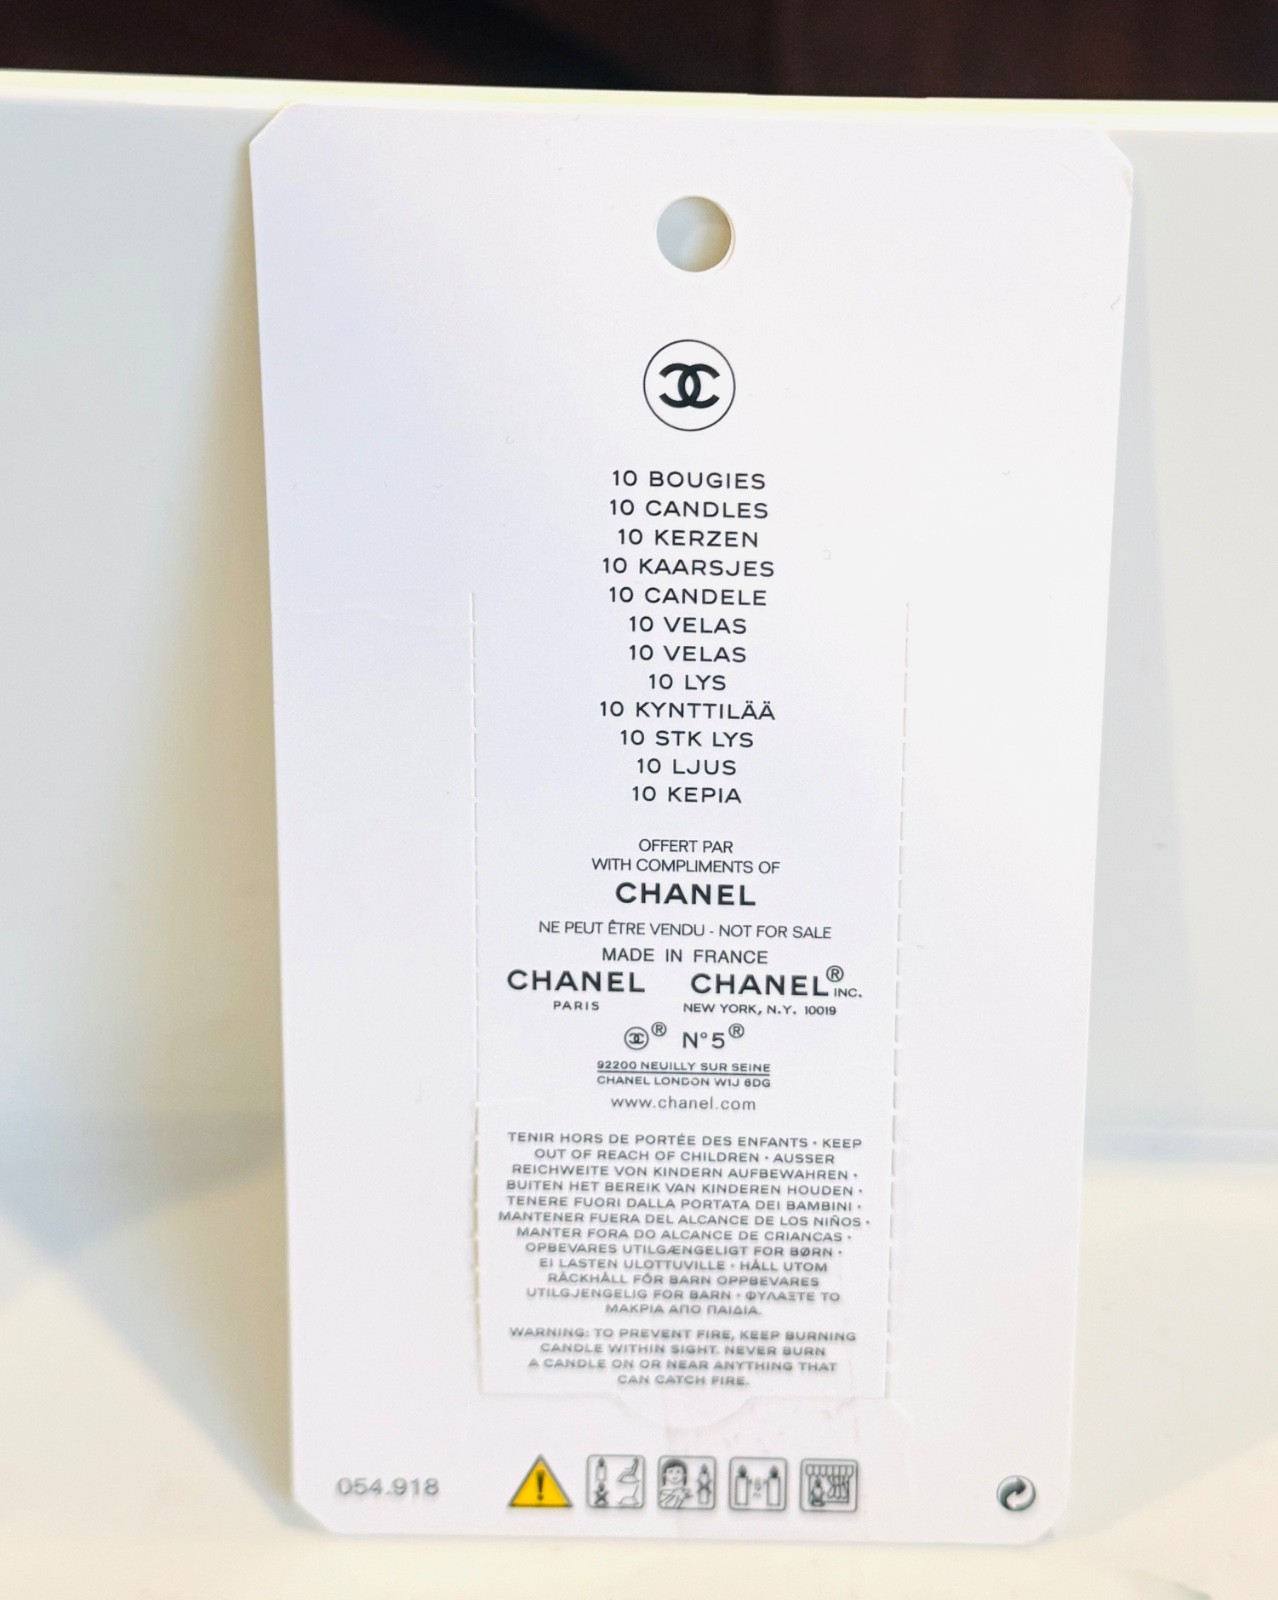 10 BOUGIES
10 CANDLES
10 KERZEN
10 KAARSJES
10 CANDELE
10 VELAS
10 VELAS
10 LYS
10 KYNTTILÄÄ
10 STK LYS
10 LJUS
10 ΚΕΡΙΑ
OFFERT PAR
WITH COMPLIMENTS OF
CHANEL
NE PEUT ÊTRE VENDU - NOT FOR SALE
MADE IN FRANCE
CHANEL CHANEL® INC.
PARIS NEW YORK, N.Y. 10019
® N°5®
92200 NEUILLY SUR SEINE
CHANEL LONDON W1J 6DG
www.chanel.com
TENIR HORS DE PORTÉE DES ENFANTS • KEEP
OUT OF REACH OF CHILDREN • AUSSER
REICHWEITE VON KINDERN AUFBEWAHREN •
BUITEN HET BEREIK VAN KINDEREN HOUDEN •
TENERE FUORI DALLA PORTATA DEI BAMBINI •
MANTENER FUERA DEL ALCANCE DE LOS NIÑOS •
MANTER FORA DO ALCANCE DE CRIANCAS •
OPBEVARES UTILGÆNGELIGT FOR BØRN •
EI LASTEN ULOTTUVILLE • HÅLL UTOM
RÄCKHÅLL FÖR BARN OPPBEVARES
UTILGJENGELIG FOR BARN • ΦΥΛΑΞΤΕ ΤΟ
ΜΑΚΡΙΑ ΑΠΟ ΠΑΙΔΙΑ.
WARNING: TO PREVENT FIRE, KEEP BURNING
CANDLE WITHIN SIGHT. NEVER BURN
A CANDLE ON OR NEAR ANYTHING THAT
CAN CATCH FIRE.
054.918